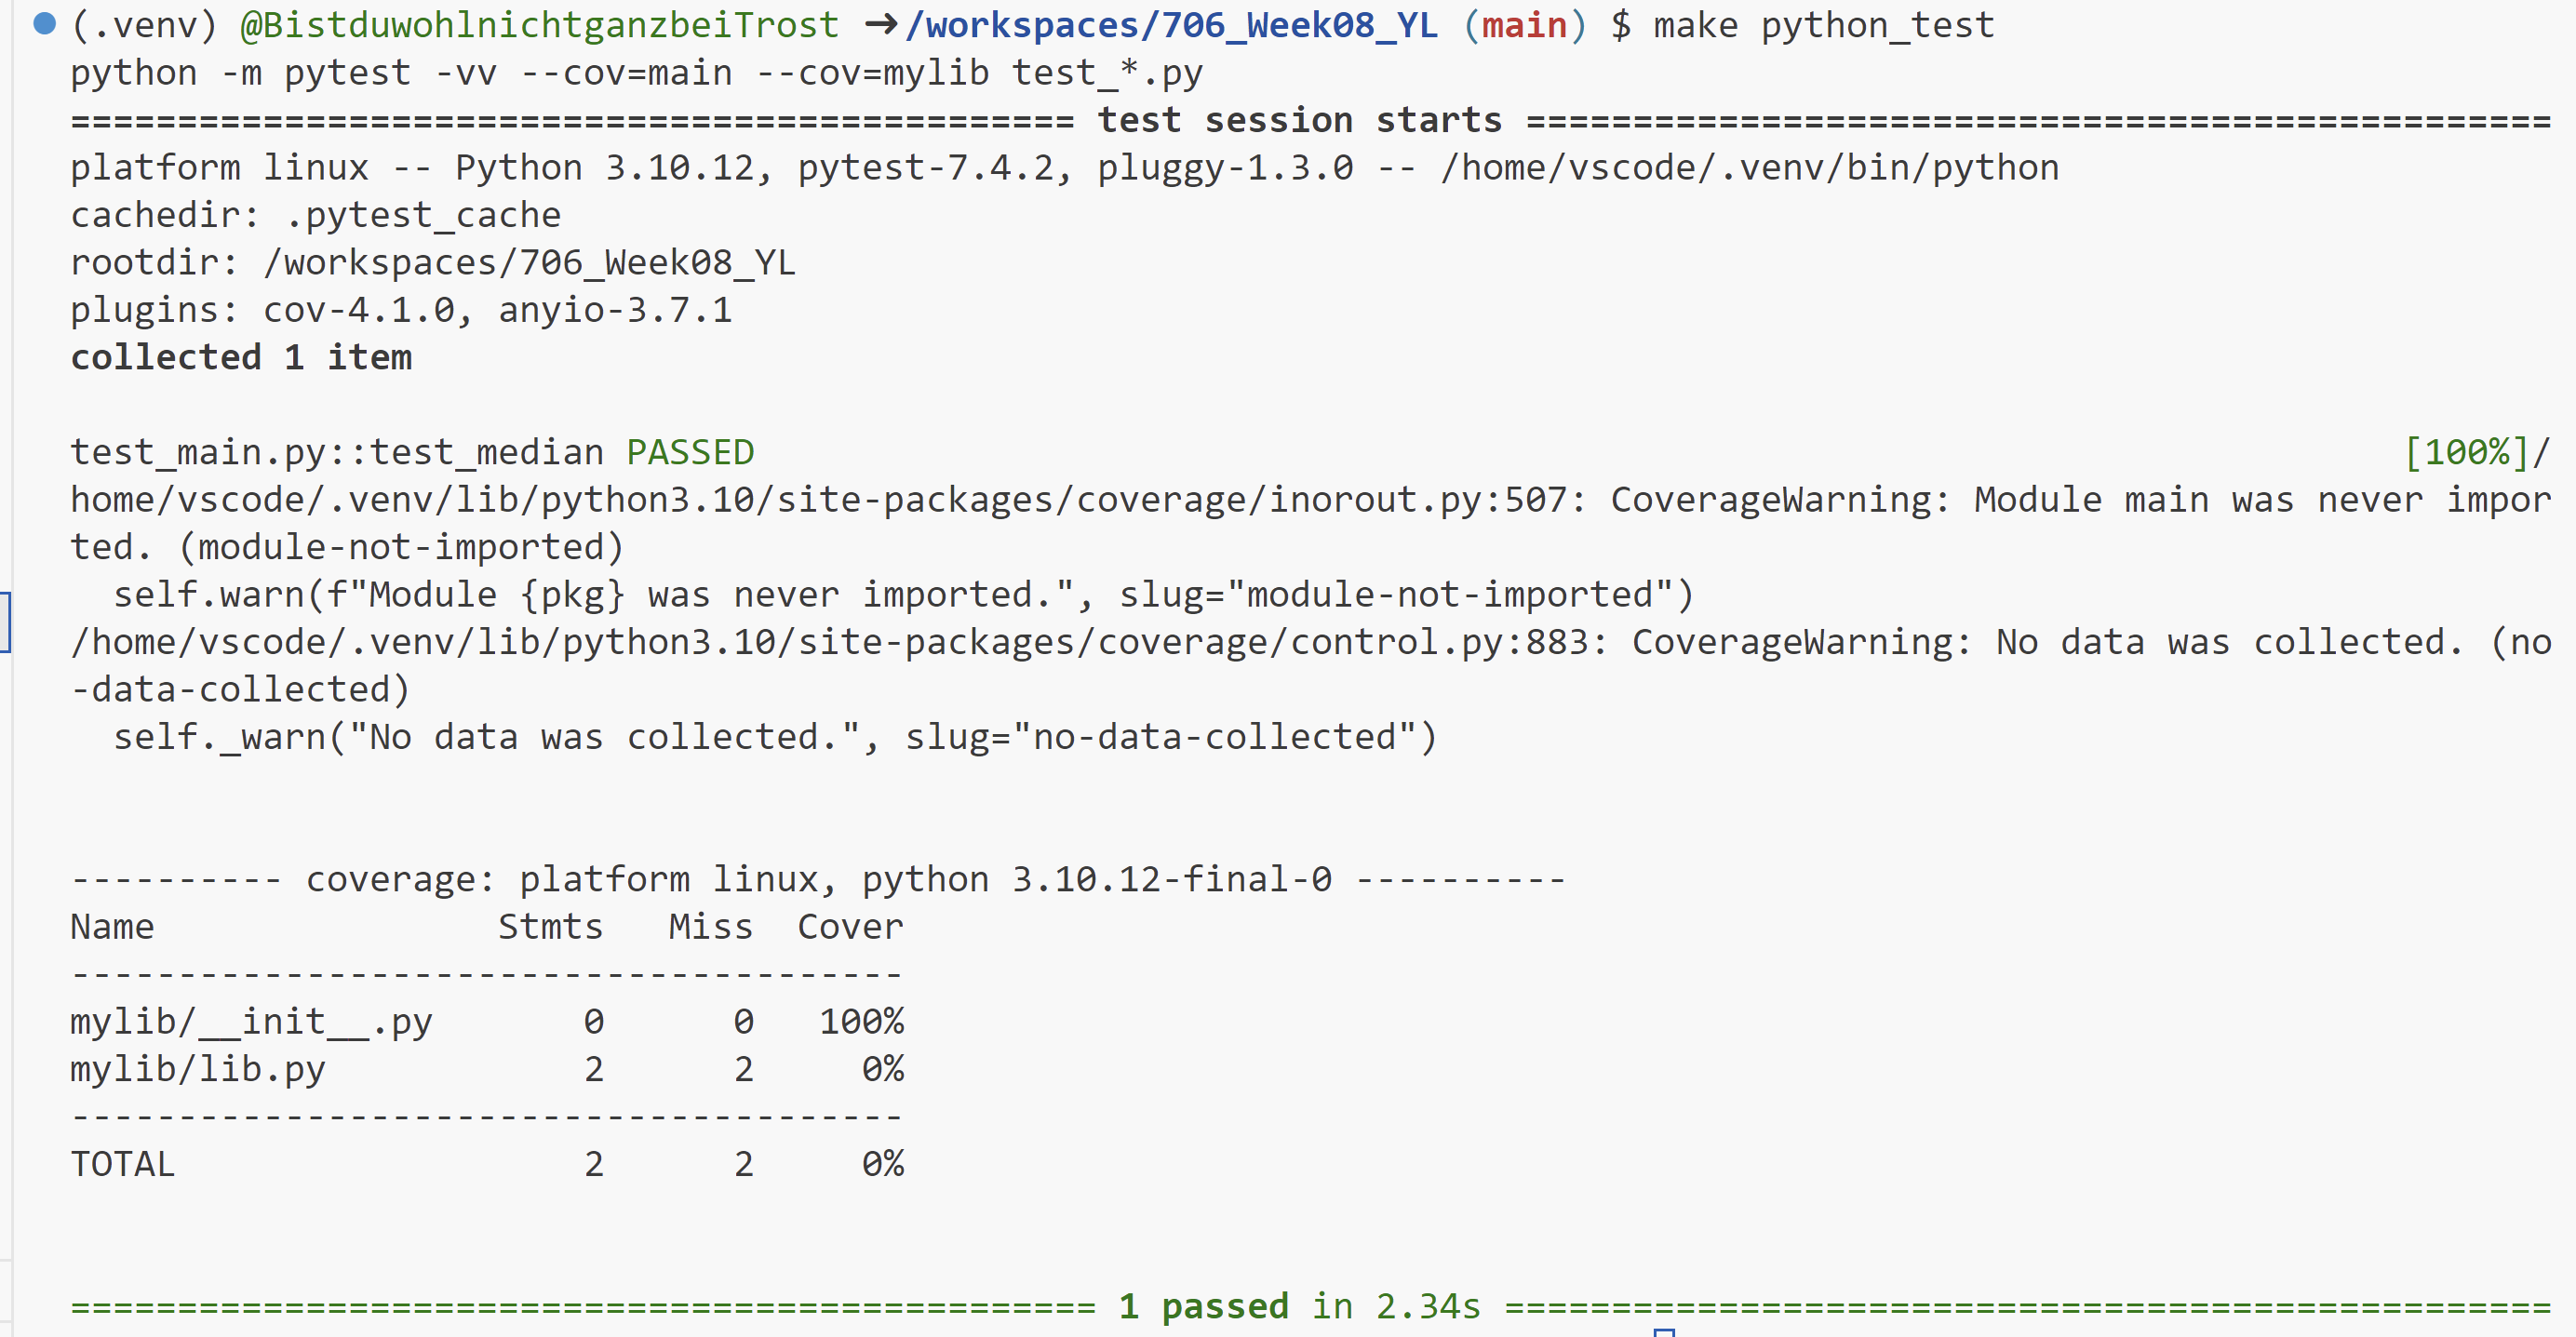 (.venv) @BistduwohlnichtganzbeiTrost ➜/workspaces/706_Week08_YL (main) $ make python_test
python -m pytest -vv --cov=main --cov=mylib test_*.py
=============================================== test session starts ================================================
platform linux -- Python 3.10.12, pytest-7.4.2, pluggy-1.3.0 -- /home/vscode/.venv/bin/python
cachedir: .pytest_cache
rootdir: /workspaces/706_Week08_YL
plugins: cov-4.1.0, anyio-3.7.1
collected 1 item
test_main.py::test_median PASSED [100%]/
home/vscode/.venv/lib/python3.10/site-packages/coverage/inorout.py:507: CoverageWarning: Module main was never impor
ted. (module-not-imported)
  self.warn(f"Module {pkg} was never imported.", slug="module-not-imported")
/home/vscode/.venv/lib/python3.10/site-packages/coverage/control.py:883: CoverageWarning: No data was collected. (no
-data-collected)
  self._warn("No data was collected.", slug="no-data-collected")
---------- coverage: platform linux, python 3.10.12-final-0 ----------
Name                Stmts   Miss  Cover
---------------------------------------
mylib/__init__.py       0      0   100%
mylib/lib.py            2      2     0%
---------------------------------------
TOTAL                   2      2     0%
================================================ 1 passed in 2.34s =================================================